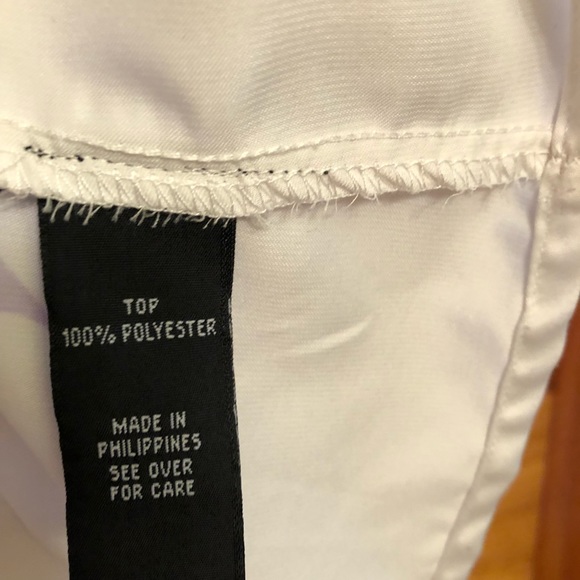 TOP
100% POLYESTER
MADE IN
PHILIPPINES
SEE OVER
FOR CARE